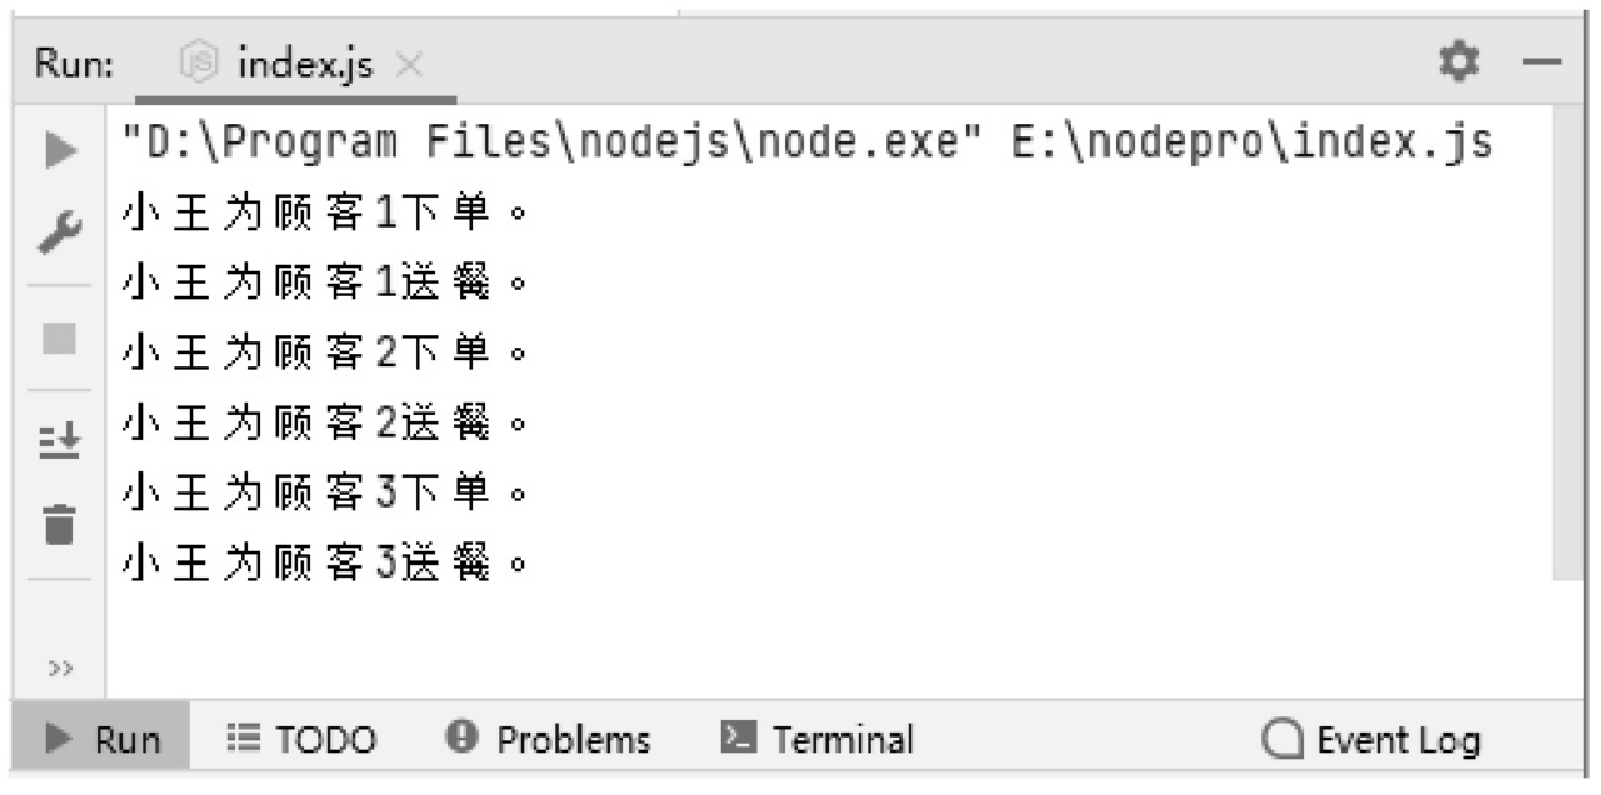 Run: index.js
"D:\Program Files\nodejs\node.exe" E:\nodepro\index.js
小王为顾客1下单。
小王为顾客1送餐。
小王为顾客2下单。
小王为顾客2送餐。
小王为顾客3下单。
小王为顾客3送餐。
Run TODO Problems Terminal Event Log